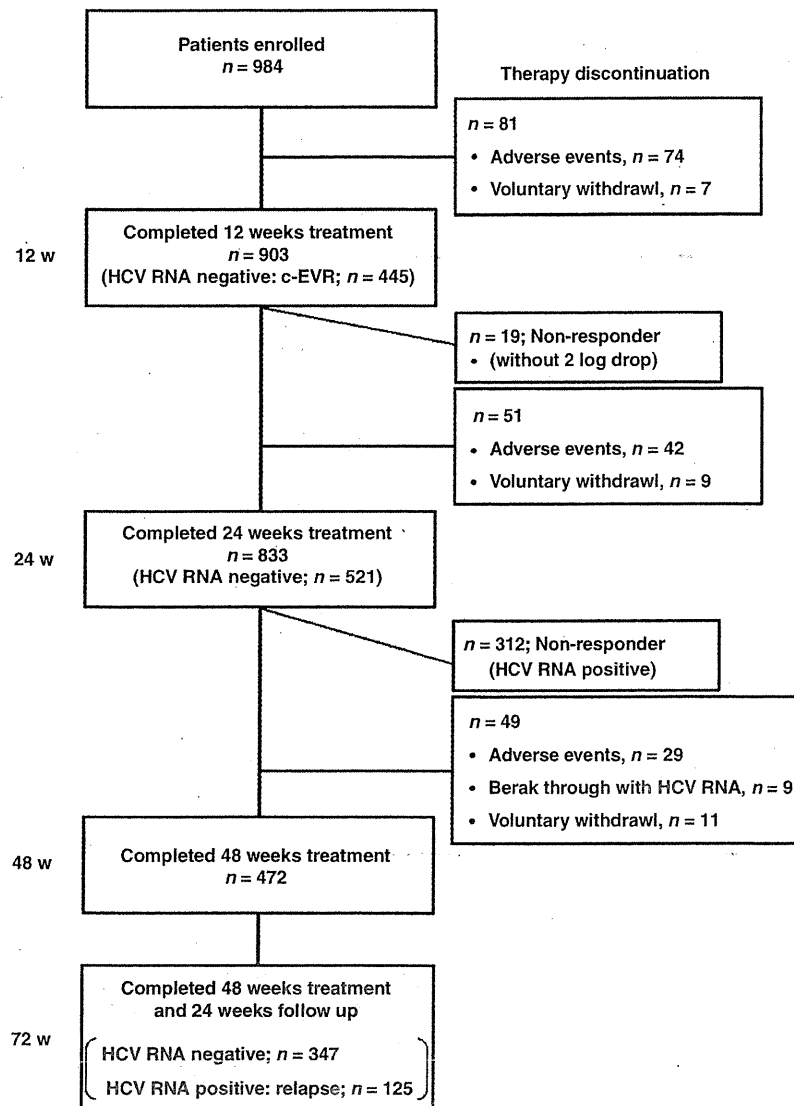 Patients enrolled
n = 984
Therapy discontinuation
n = 81
• Adverse events, n = 74
• Voluntary withdrawl, n = 7
12 w
Completed 12 weeks treatment
n = 903
(HCV RNA negative: c-EVR; n = 445)
n = 19; Non-responder
• (without 2 log drop)
n = 51
• Adverse events, n = 42
• Voluntary withdrawl, n = 9
24 w
Completed 24 weeks treatment
n = 833
(HCV RNA negative; n = 521)
n = 312; Non-responder
(HCV RNA positive)
n = 49
• Adverse events, n = 29
• Berak through with HCV RNA, n = 9
• Voluntary withdrawl, n = 11
48 w
Completed 48 weeks treatment
n = 472
72 w
Completed 48 weeks treatment
and 24 weeks follow up
HCV RNA negative; n = 347
HCV RNA positive: relapse; n = 125